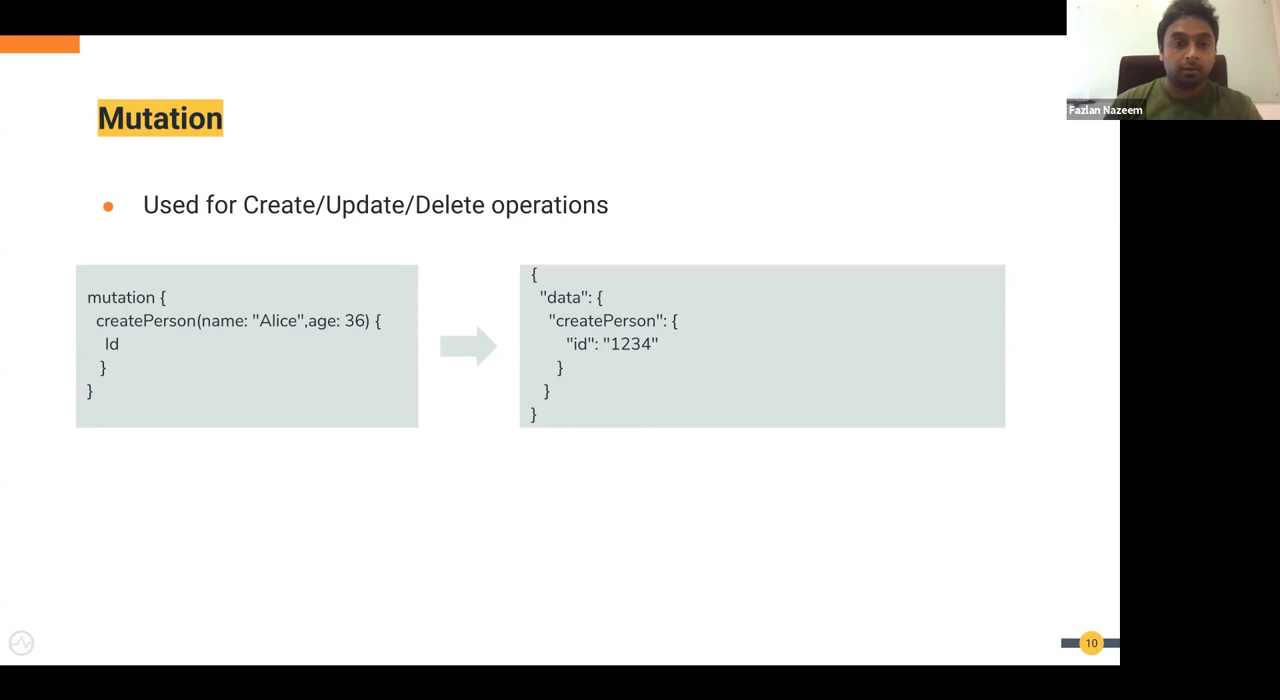 Mutation
Used for Create/Update/Delete operations
mutation {
createPerson(name: "Alice",age: 36) {
Id
}
}
{
"data": {
"createPerson": {
"id": "1234"
}
}
}
Fazlan Nazeem
10